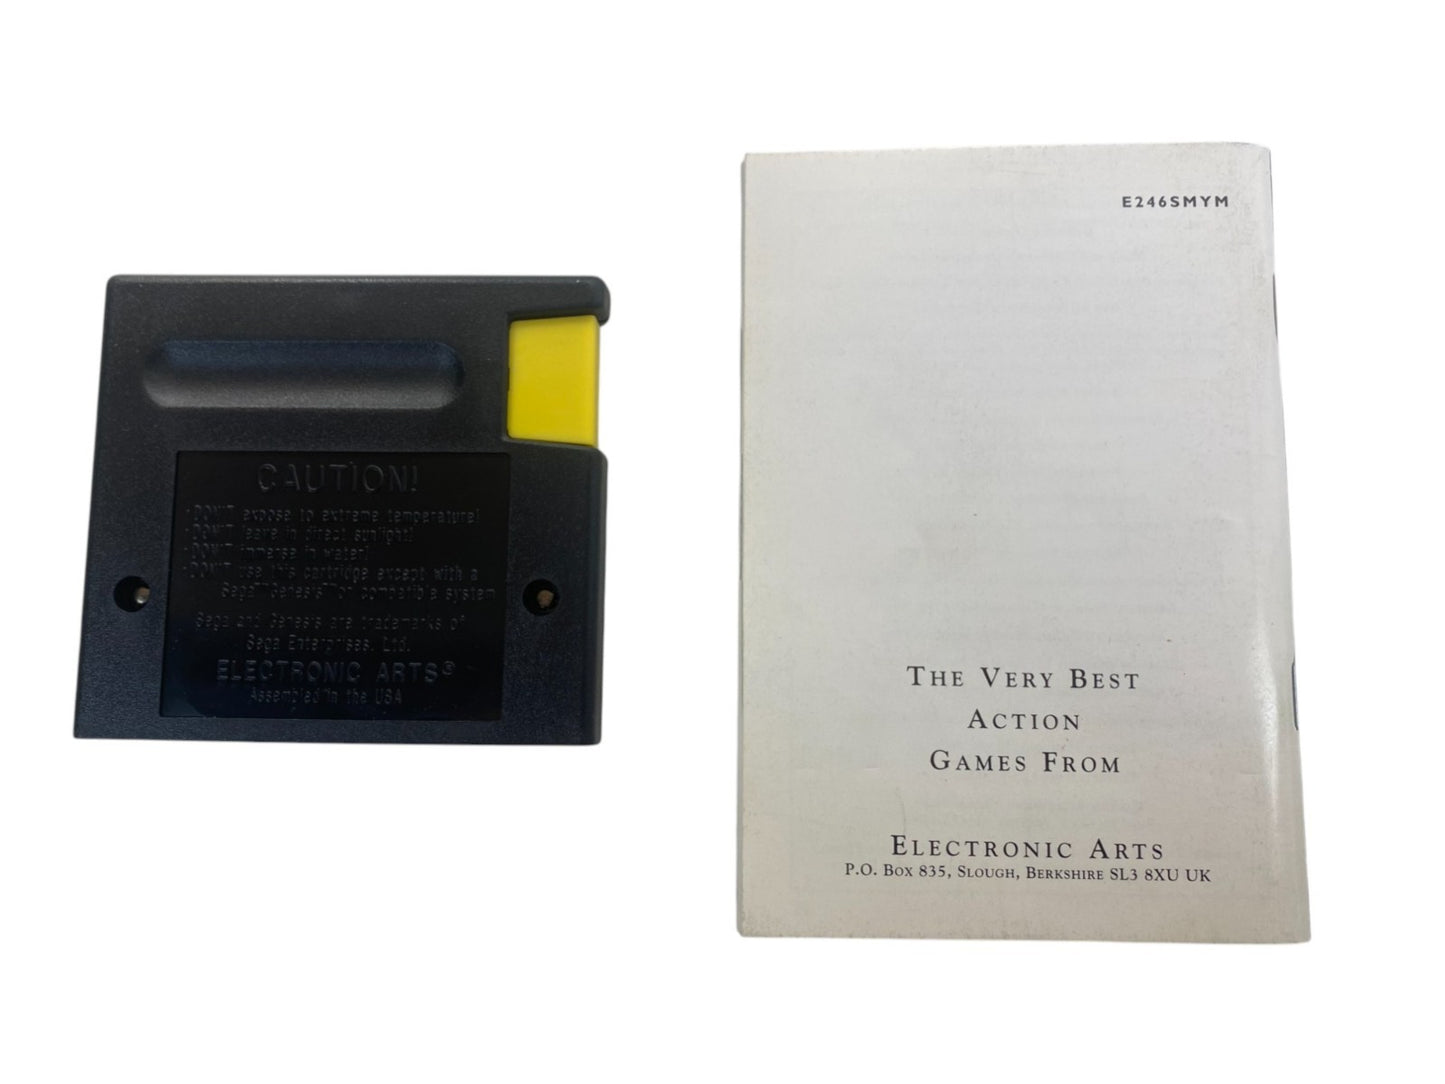 CAUTION!
·DON'T expose to extreme temperature!
·DON'T leave in direct sunlight!
·DON'T immerse in water!
·DON'T use this cartridge except with a
Sega™ Genesis™ or compatible system
Sega and Genesis are trademarks of
Sega Enterprises, Ltd.
ELECTRONIC ARTS®
Assembled in the USA
E246SMYM
THE VERY BEST
ACTION
GAMES FROM
ELECTRONIC ARTS
P.O. BOX 835, SLOUGH, BERKSHIRE SL3 8XU UK